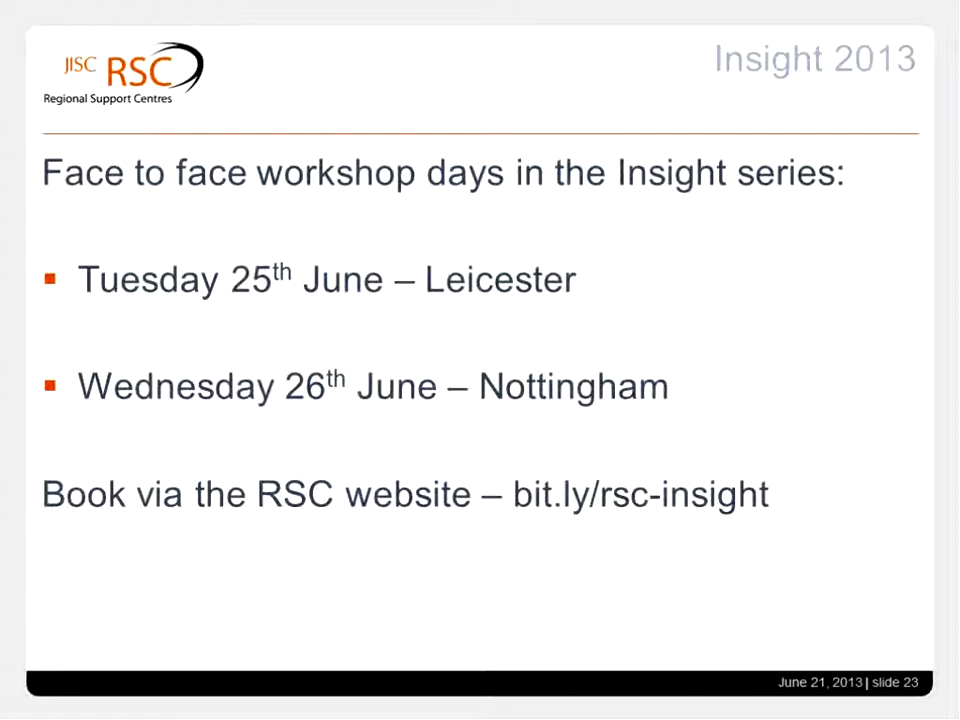 JISC RSC
Regional Support Centres
Insight 2013
Face to face workshop days in the Insight series:
▪ Tuesday 25th June – Leicester
▪ Wednesday 26th June – Nottingham
Book via the RSC website – bit.ly/rsc-insight
June 21, 2013 | slide 23